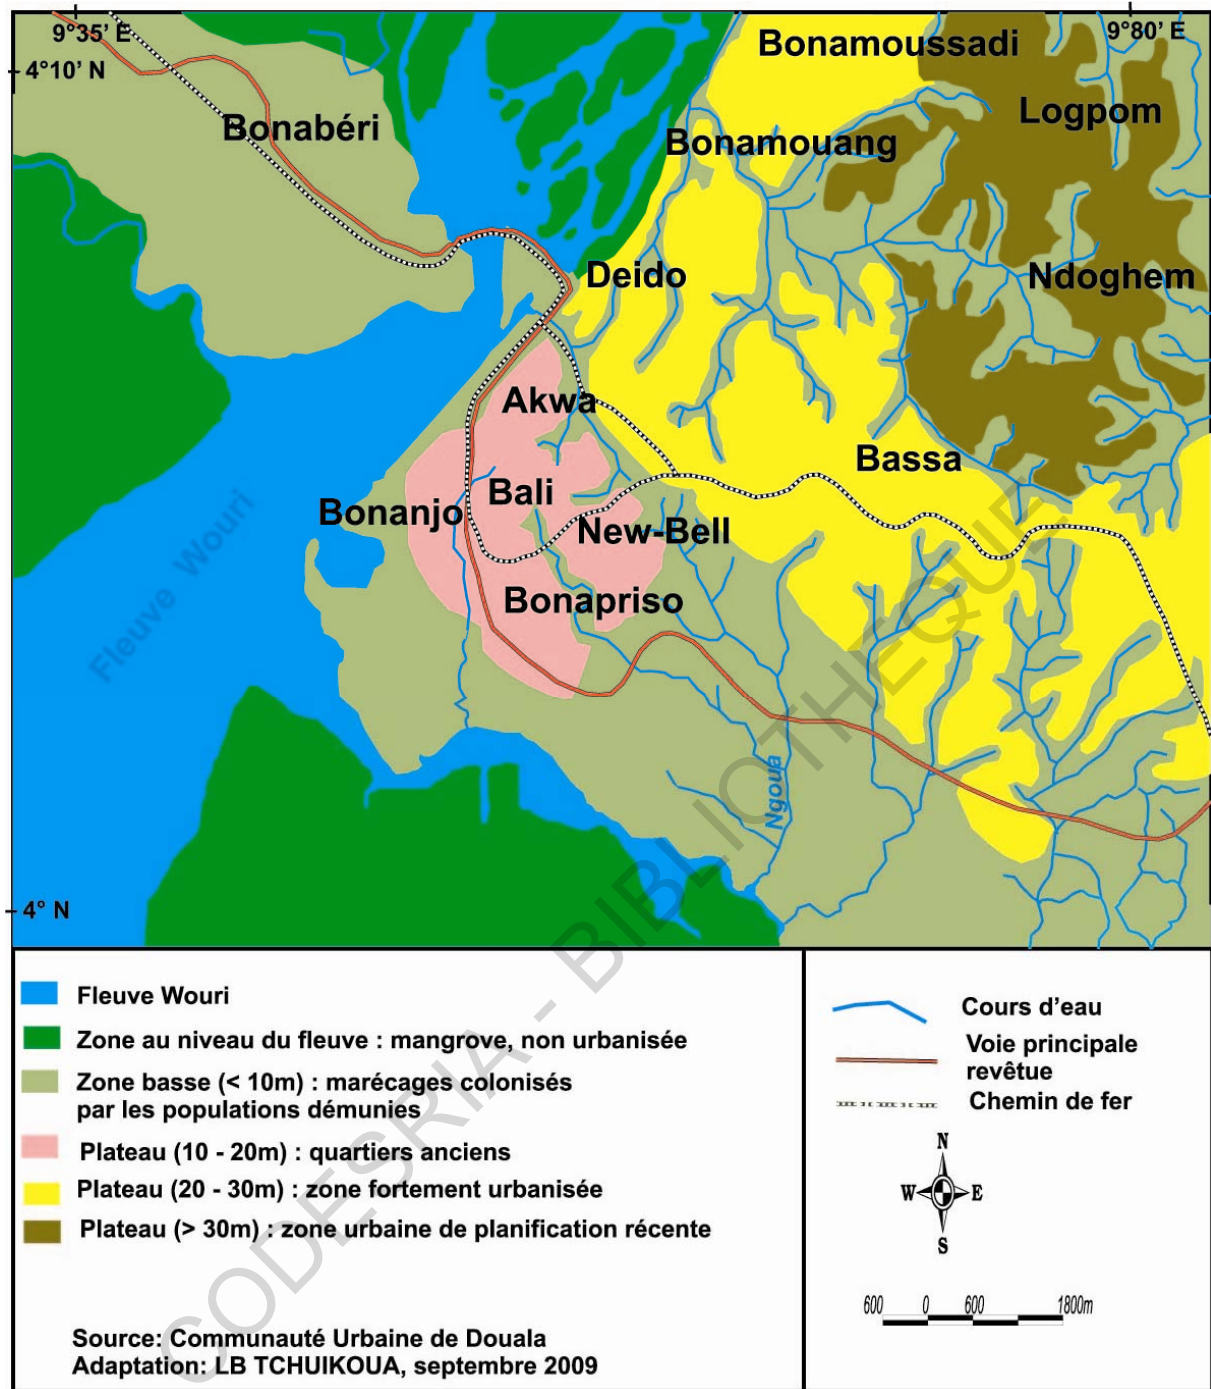 9°35' E
9°80' E
4°10' N
Bonamoussadi
Logpom
Bonabéri
Bonamouang
Deido
Ndoghem
Akwa
Bassa
Bali
Bonanjo
New-Bell
Fleuve Wouri
Bonapriso
Ngoua
4° N
CODESRIA - BIBLIOTHEQUE
Fleuve Wouri
Zone au niveau du fleuve : mangrove, non urbanisée
Zone basse (< 10m) : marécages colonisés
par les populations démunies
Plateau (10 - 20m) : quartiers anciens
Plateau (20 - 30m) : zone fortement urbanisée
Plateau (> 30m) : zone urbaine de planification récente
Source: Communauté Urbaine de Douala
Adaptation: LB TCHUIKOUA, septembre 2009
Cours d'eau
Voie principale
revêtue
Chemin de fer
N
W E
S
600 0 600 1800m